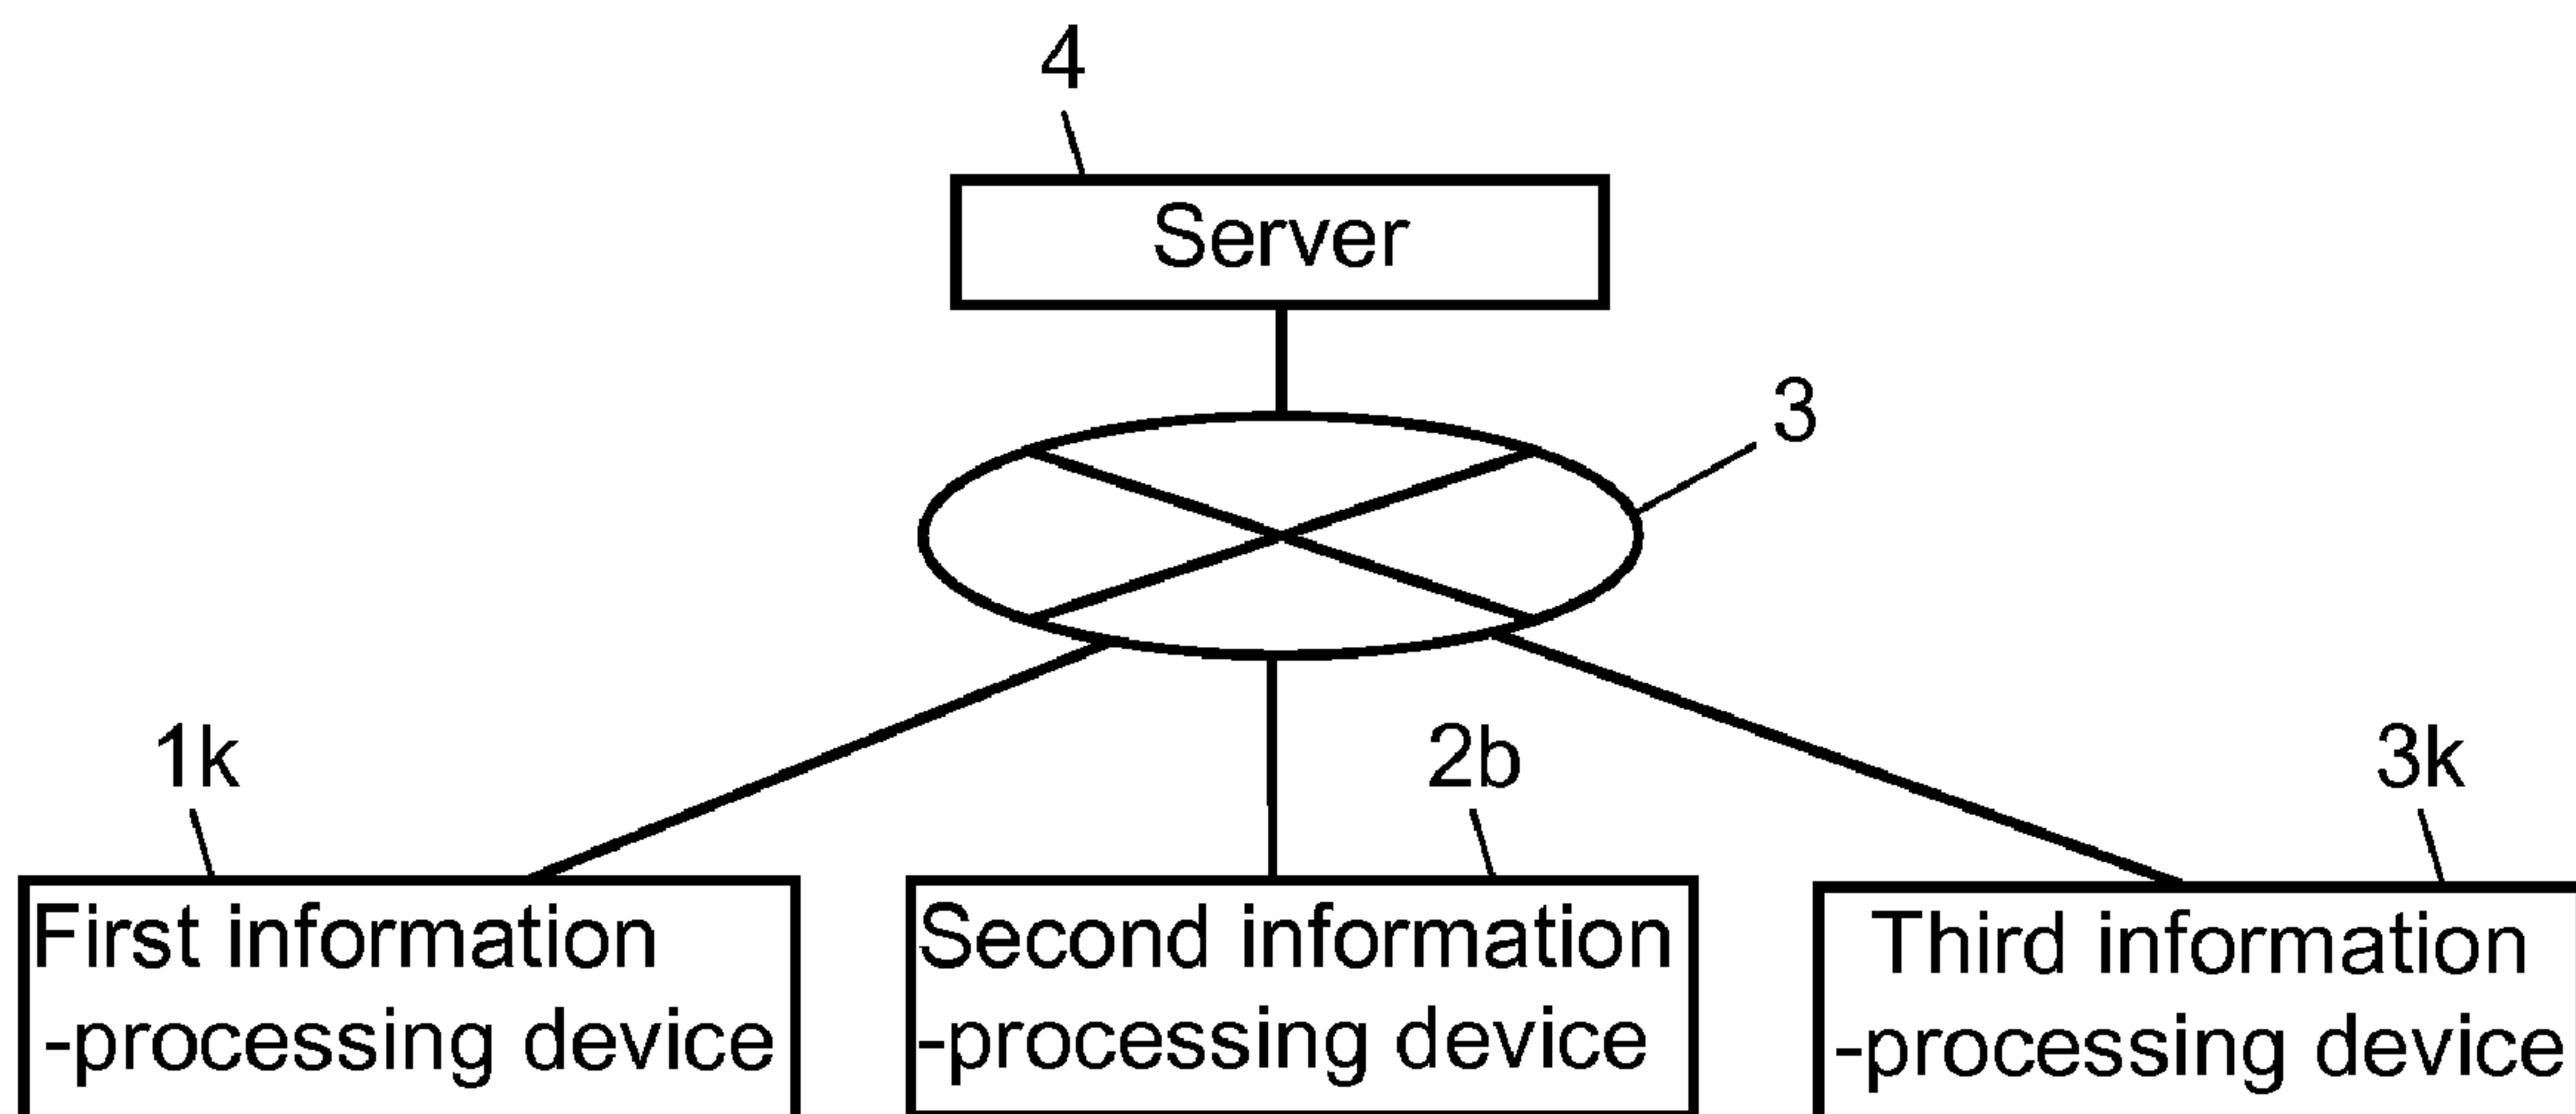 4
Server
3
1k
2b
3k
First information
-processing device
Second information
-processing device
Third information
-processing device